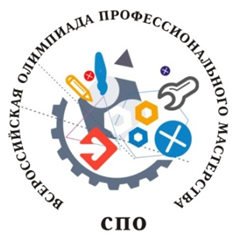 ВСЕРОССИЙСКАЯ ОЛИМПИАДА ПРОФЕССИОНАЛЬНОГО МАСТЕРСТВА
СПО